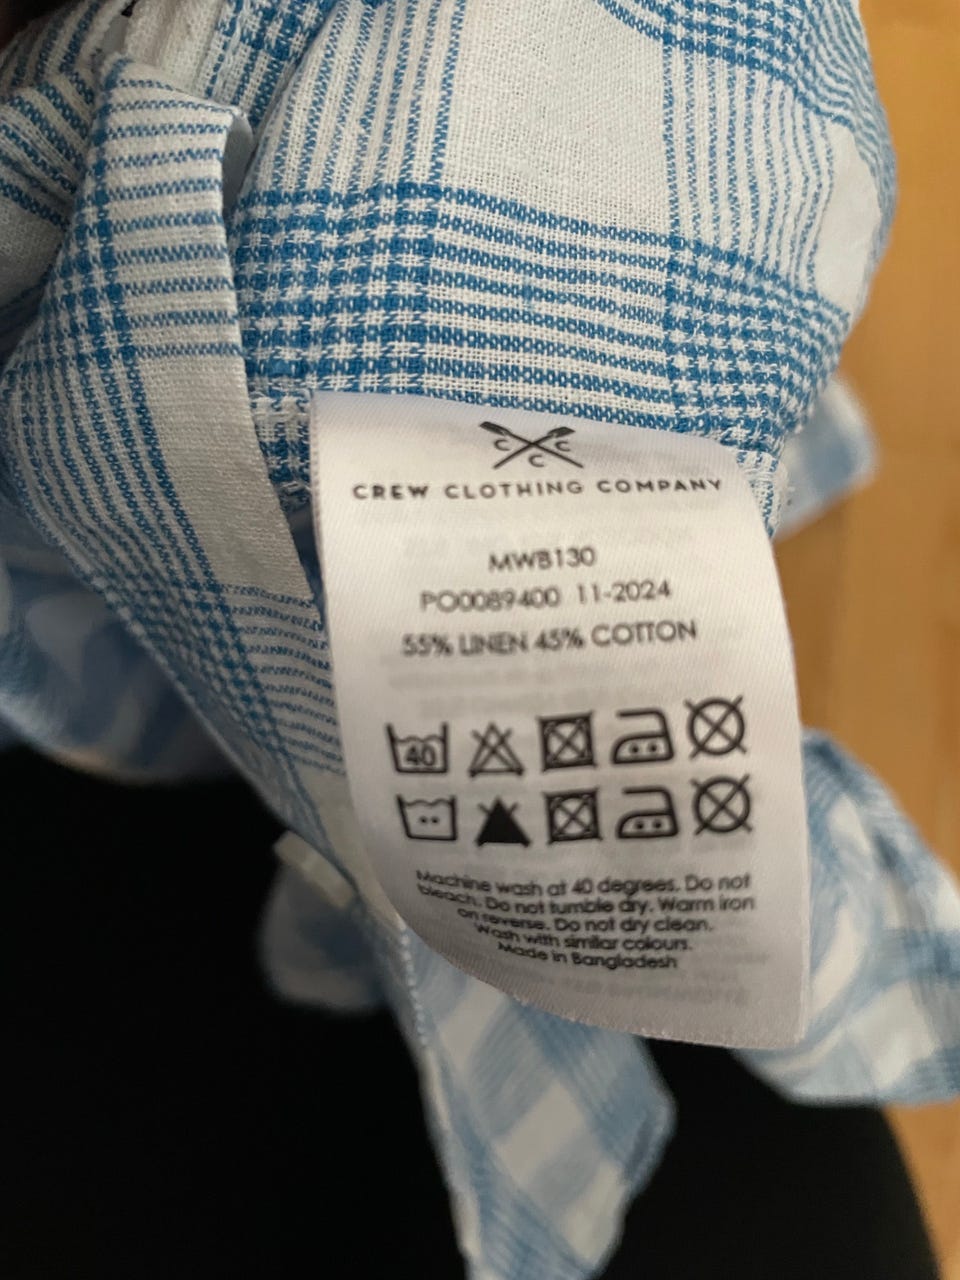 C C
C
CREW CLOTHING COMPANY
MWB130
PO0089400 11-2024
55% LINEN 45% COTTON
40
Machine wash at 40 degrees. Do not
bleach. Do not tumble dry. Warm iron
on reverse. Do not dry clean.
Wash with similar colours.
Made in Bangladesh